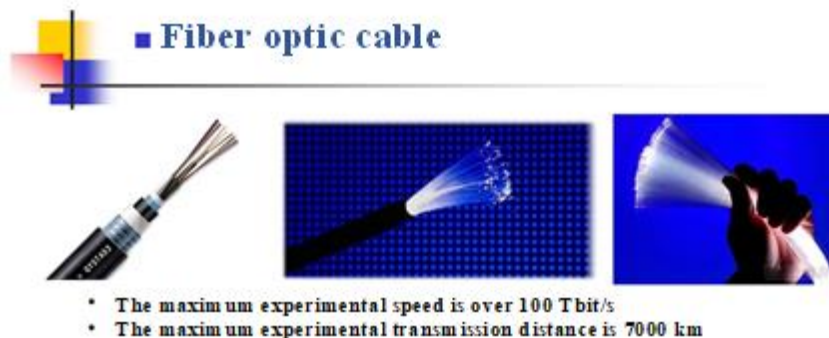 Fiber optic cable
The maximum experimental speed is over 100 Tbit/s
The maximum experimental transmission distance is 7000 km